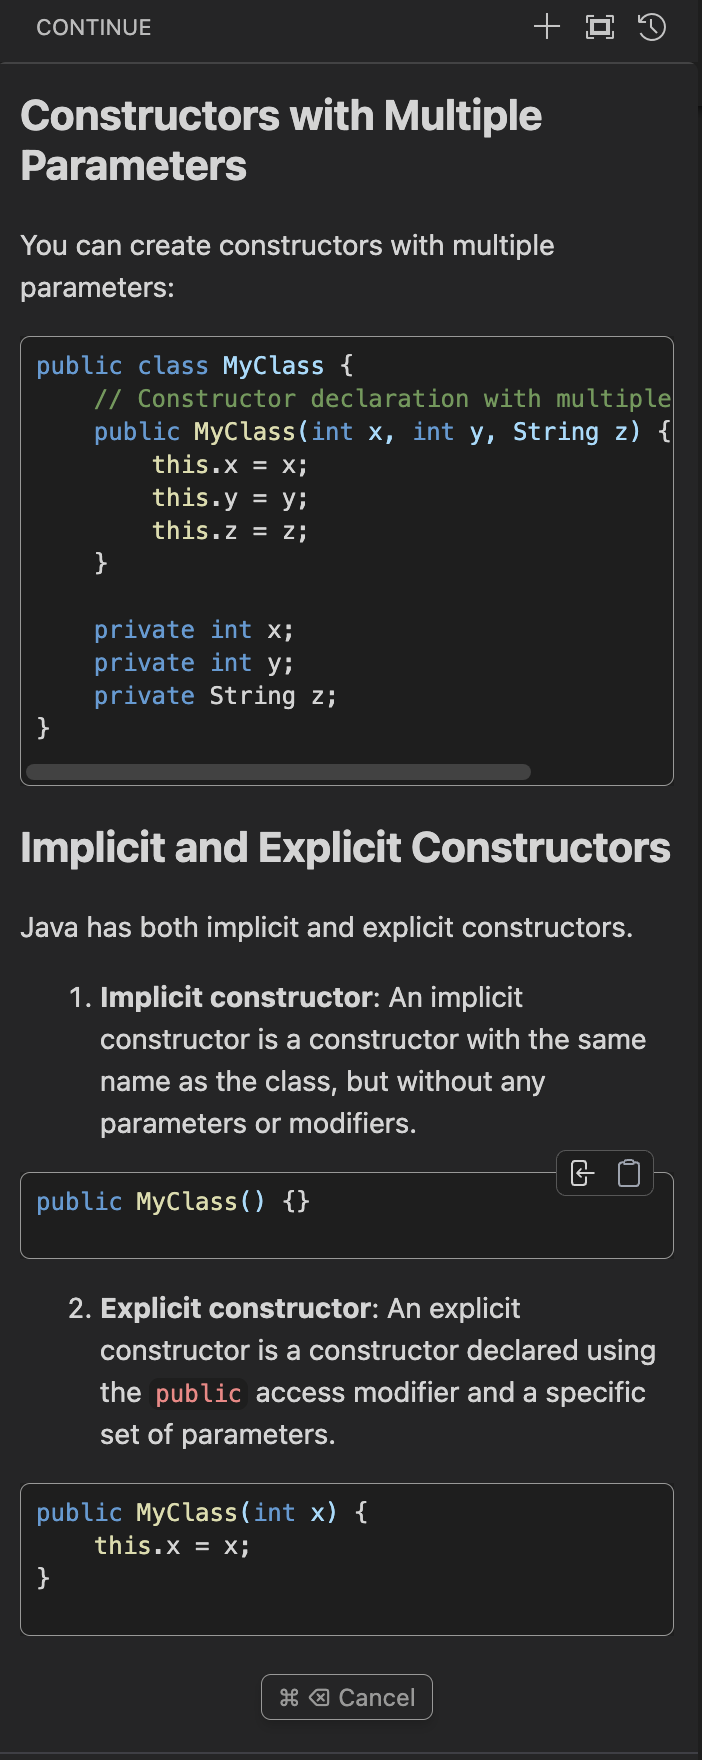 CONTINUE
Constructors with Multiple
Parameters
You can create constructors with multiple
parameters:
public class MyClass {
    // Constructor declaration with multiple
    public MyClass(int x, int y, String z) {
        this.x = x;
        this.y = y;
        this.z = z;
    }

    private int x;
    private int y;
    private String z;
}
Implicit and Explicit Constructors
Java has both implicit and explicit constructors.
1. Implicit constructor: An implicit
constructor is a constructor with the same
name as the class, but without any
parameters or modifiers.
public MyClass() {}
2. Explicit constructor: An explicit
constructor is a constructor declared using
the public access modifier and a specific
set of parameters.
public MyClass(int x) {
    this.x = x;
}
⌘ ⌫ Cancel